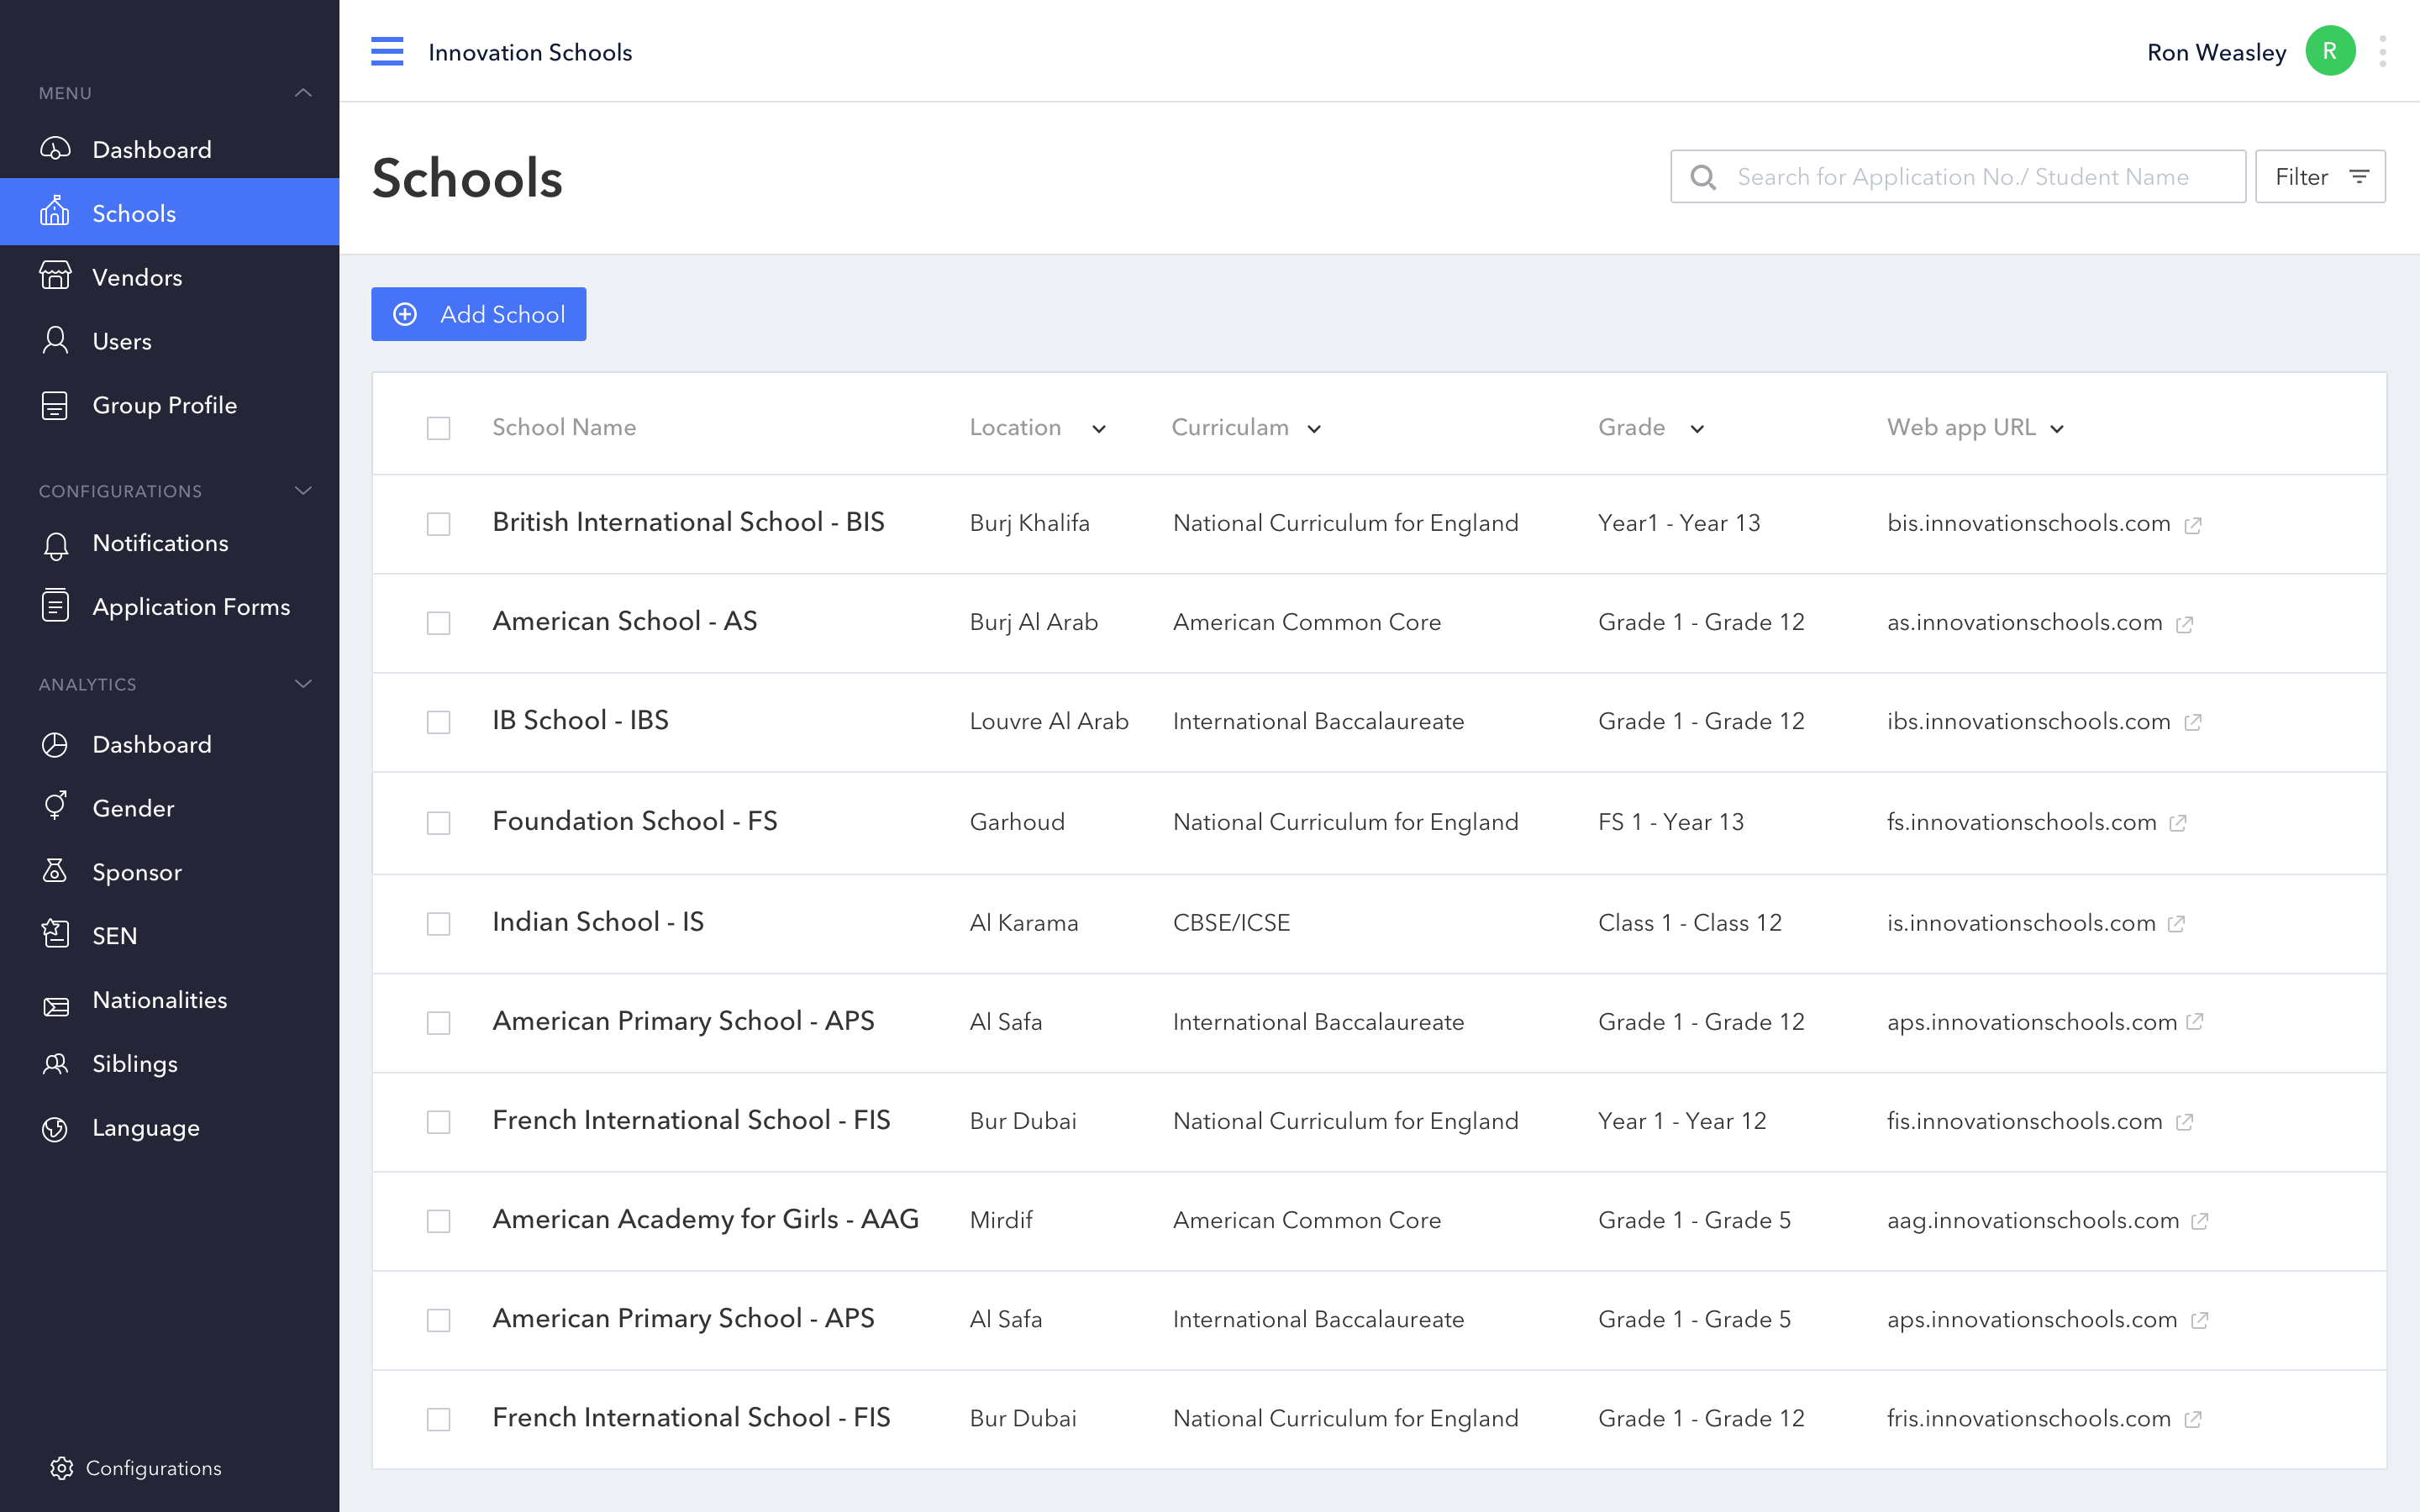 Innovation Schools
Ron Weasley
R
MENU
Dashboard
Schools
Vendors
Users
Group Profile
CONFIGURATIONS
Notifications
Application Forms
ANALYTICS
Dashboard
Gender
Sponsor
SEN
Nationalities
Siblings
Language
Configurations
Schools
Search for Application No./ Student Name
Filter
Add School
School Name Location Curriculam Grade Web app URL
British International School - BIS Burj Khalifa National Curriculum for England Year1 - Year 13 bis.innovationschools.com
American School - AS Burj Al Arab American Common Core Grade 1 - Grade 12 as.innovationschools.com
IB School - IBS Louvre Al Arab International Baccalaureate Grade 1 - Grade 12 ibs.innovationschools.com
Foundation School - FS Garhoud National Curriculum for England FS 1 - Year 13 fs.innovationschools.com
Indian School - IS Al Karama CBSE/ICSE Class 1 - Class 12 is.innovationschools.com
American Primary School - APS Al Safa International Baccalaureate Grade 1 - Grade 12 aps.innovationschools.com
French International School - FIS Bur Dubai National Curriculum for England Year 1 - Year 12 fis.innovationschools.com
American Academy for Girls - AAG Mirdif American Common Core Grade 1 - Grade 5 aag.innovationschools.com
American Primary School - APS Al Safa International Baccalaureate Grade 1 - Grade 5 aps.innovationschools.com
French International School - FIS Bur Dubai National Curriculum for England Grade 1 - Grade 12 fris.innovationschools.com